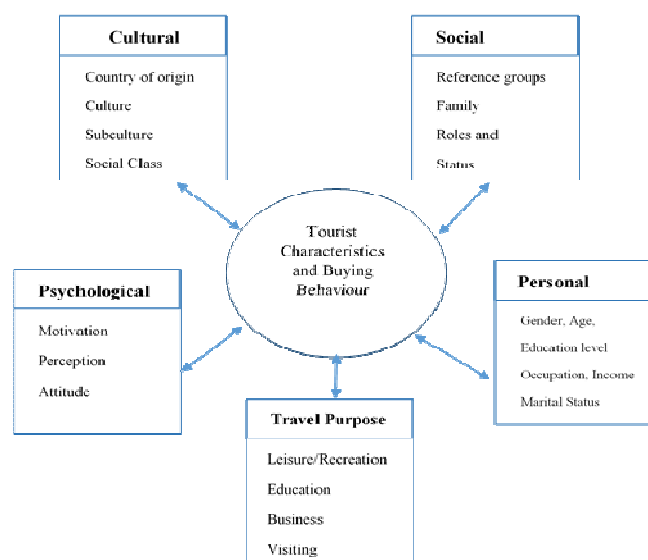 Cultural
Country of origin
Culture
Subculture
Social Class
Social
Reference groups
Family
Roles and
Status
Tourist
Characteristics
and Buying
Behaviour
Psychological
Motivation
Perception
Attitude
Personal
Gender, Age,
Education level
Occupation, Income
Marital Status
Travel Purpose
Leisure/Recreation
Education
Business
Visiting